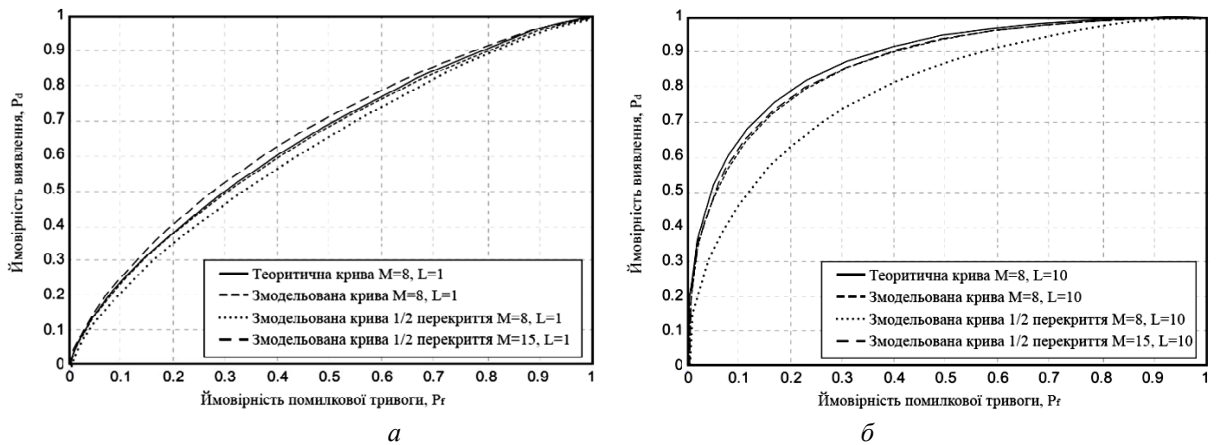 1
0.9
0.8
0.7
0.6
0.5
0.4
0.3
0.2
0.1
0
Ймовірність виявлення, Pd
Теоритична крива M=8, L=1
Змодельована крива M=8, L=1
Змодельована крива 1/2 перекриття M=8, L=1
Змодельована крива 1/2 перекриття M=15, L=1
0 0.1 0.2 0.3 0.4 0.5 0.6 0.7 0.8 0.9 1
Ймовірність помилкової тривоги, Pf
а
1
0.9
0.8
0.7
0.6
0.5
0.4
0.3
0.2
0.1
0
Ймовірність виявлення, Pd
Теоритична крива M=8, L=10
Змодельована крива M=8, L=10
Змодельована крива 1/2 перекриття M=8, L=10
Змодельована крива 1/2 перекриття M=15, L=10
0 0.1 0.2 0.3 0.4 0.5 0.6 0.7 0.8 0.9 1
Ймовірність помилкової тривоги, Pf
б